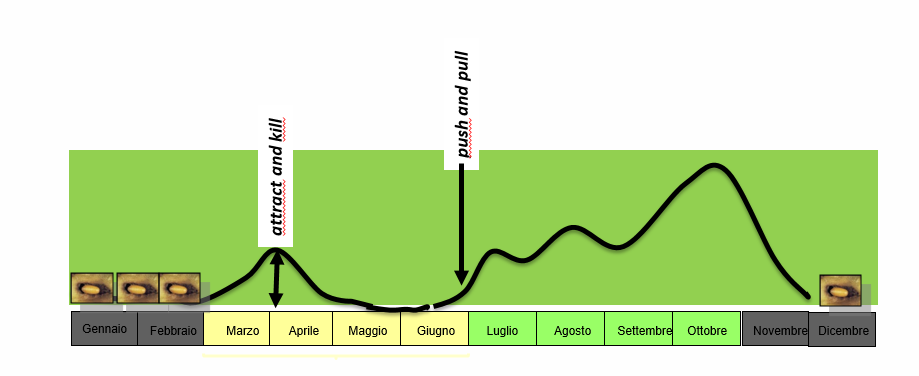 attract and kill
push and pull
Gennaio
Febbraio
Marzo
Aprile
Maggio
Giugno
Luglio
Agosto
Settembre
Ottobre
Novembre
Dicembre